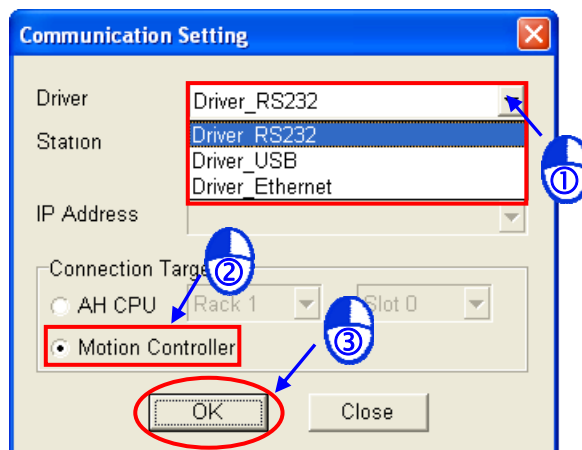 Communication Setting
Driver
Driver_RS232
Station
Driver_RS232
Driver_USB
Driver_Ethernet
①
IP Address
Connection Target
②
AH CPU
Rack 1
Slot 0
Motion Controller
③
OK
Close